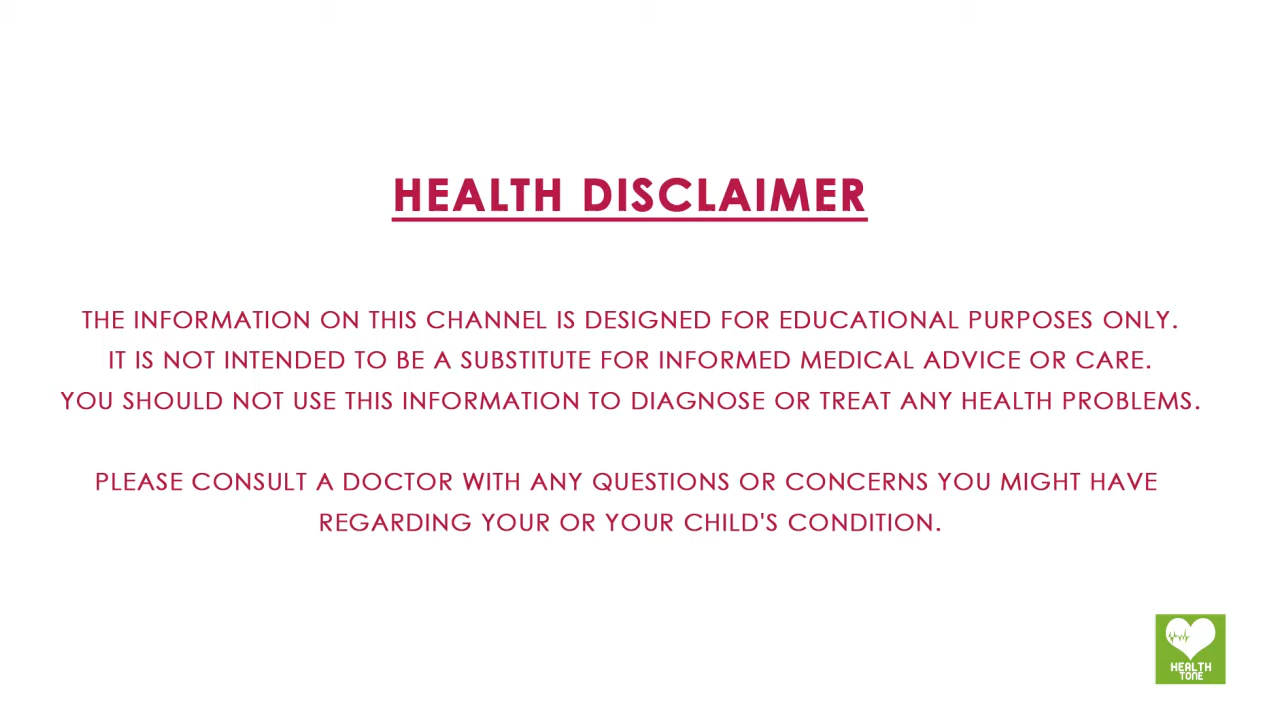 HEALTH DISCLAIMER
THE INFORMATION ON THIS CHANNEL IS DESIGNED FOR EDUCATIONAL PURPOSES ONLY.
IT IS NOT INTENDED TO BE A SUBSTITUTE FOR INFORMED MEDICAL ADVICE OR CARE.
YOU SHOULD NOT USE THIS INFORMATION TO DIAGNOSE OR TREAT ANY HEALTH PROBLEMS.
PLEASE CONSULT A DOCTOR WITH ANY QUESTIONS OR CONCERNS YOU MIGHT HAVE
REGARDING YOUR OR YOUR CHILD'S CONDITION.
HEALTH
TONE